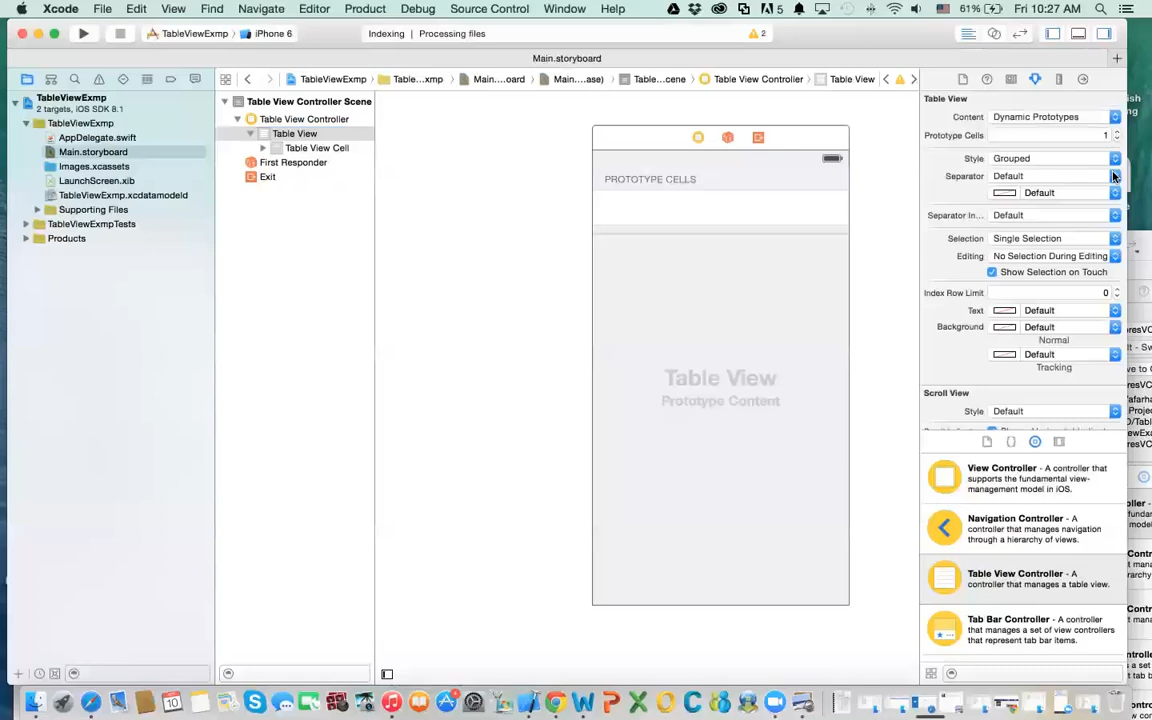 Xcode File Edit View Find Navigate Editor Product Debug Source Control Window Help 5 61% Fri 10:27 AM
TableViewExmp iPhone 6 Indexing | Processing files 2
Main.storyboard
TableViewExmp Table...xmp Main....oard Main....ase) Table...cene Table View Controller Table View
TableViewExmp
2 targets, iOS SDK 8.1
TableViewExmp
AppDelegate.swift
Main.storyboard
Images.xcassets
LaunchScreen.xib
TableViewExmp.xcdatamodeld
Supporting Files
TableViewExmpTests
Products
Table View Controller Scene
Table View Controller
Table View
Table View Cell
First Responder
Exit
PROTOTYPE CELLS
Table View
Prototype Content
Table View
Content Dynamic Prototypes
Prototype Cells 1
Style Grouped
Separator Default
Default
Separator In... Default
Selection Single Selection
Editing No Selection During Editing
Show Selection on Touch
Index Row Limit 0
Text Default
Background Default
Normal
Default
Tracking
Scroll View
Style Default
View Controller - A controller that
supports the fundamental view-
management model in iOS.
Navigation Controller - A
controller that manages navigation
through a hierarchy of views.
Table View Controller - A
controller that manages a table view.
Tab Bar Controller - A controller
that manages a set of view controllers
that represent tab bar items.